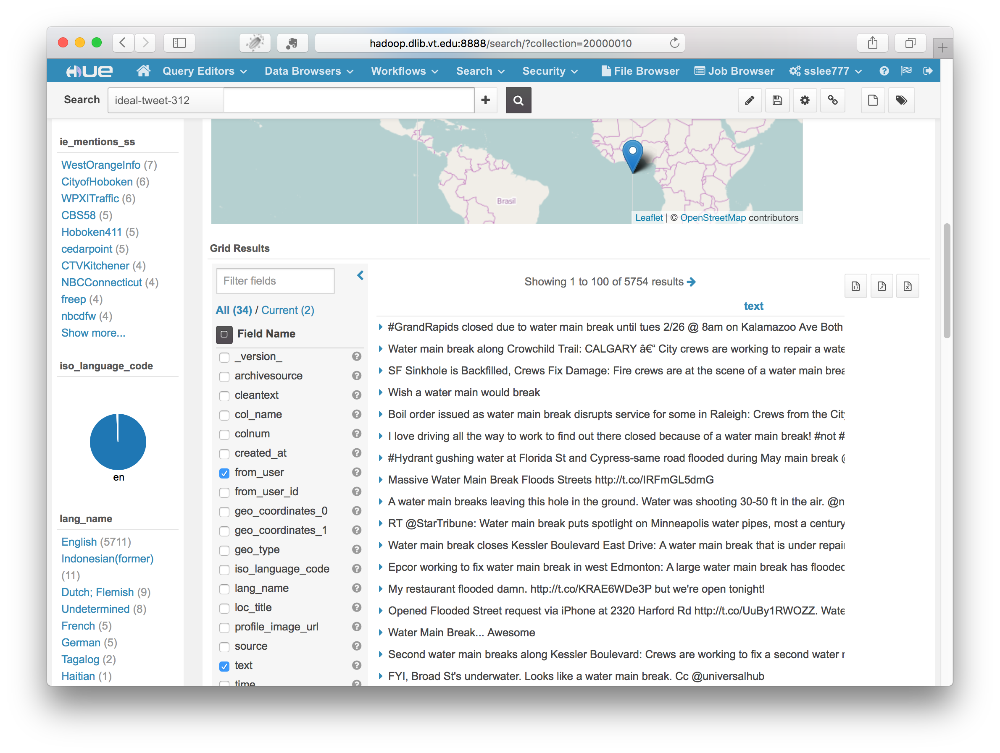 hadoop.dlib.vt.edu:8888/search/?collection=20000010
HUE Query Editors Data Browsers Workflows Search Security File Browser Job Browser sslee777
Search ideal-tweet-312
ie_mentions_ss
WestOrangeInfo (7)
CityofHoboken (6)
WPXITraffic (6)
CBS58 (5)
Hoboken411 (5)
cedarpoint (5)
CTVKitchener (4)
NBCConnecticut (4)
freep (4)
nbcdfw (4)
Show more...
iso_language_code
en
lang_name
English (5711)
Indonesian(former)
(11)
Dutch; Flemish (9)
Undetermined (8)
French (5)
German (5)
Tagalog (2)
Haitian (1)
Brasil
Leaflet | © OpenStreetMap contributors
Grid Results
Filter fields
All (34) / Current (2)
Field Name
_version_
archivesource
cleantext
col_name
colnum
created_at
from_user
from_user_id
geo_coordinates_0
geo_coordinates_1
geo_type
iso_language_code
lang_name
loc_title
profile_image_url
source
text
time
Showing 1 to 100 of 5754 results
text
#GrandRapids closed due to water main break until tues 2/26 @ 8am on Kalamazoo Ave Both
Water main break along Crowchild Trail: CALGARY â€“ City crews are working to repair a wate
SF Sinkhole is Backfilled, Crews Fix Damage: Fire crews are at the scene of a water main brea
Wish a water main would break
Boil order issued as water main break disrupts service for some in Raleigh: Crews from the City
I love driving all the way to work to find out there closed because of a water main break! #not #
#Hydrant gushing water at Florida St and Cypress-same road flooded during May main break @
Massive Water Main Break Floods Streets http://t.co/IRFmGL5dmG
A water main breaks leaving this hole in the ground. Water was shooting 30-50 ft in the air. @n
RT @StarTribune: Water main break puts spotlight on Minneapolis water pipes, most a century
Water main break closes Kessler Boulevard East Drive: A water main break that is under repai
Epcor working to fix water main break in west Edmonton: A large water main break has flooded
My restaurant flooded damn. http://t.co/KRAE6WDe3P but we're open tonight!
Opened Flooded Street request via iPhone at 2320 Harford Rd http://t.co/UuBy1RWOZZ. Wate
Water Main Break... Awesome
Second water main breaks along Kessler Boulevard: Crews are working to fix a second water r
FYI, Broad St's underwater. Looks like a water main break. Cc @universalhub